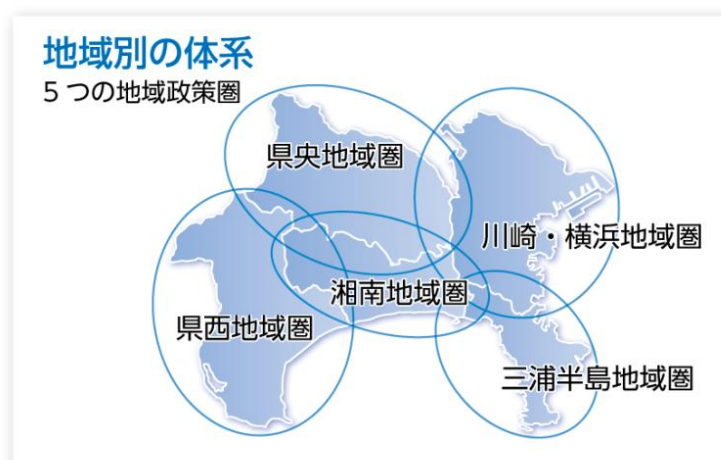 地域別の体系
5つの地域政策圏
県央地域圏
川崎・横浜地域圏
湘南地域圏
県西地域圏
三浦半島地域圏